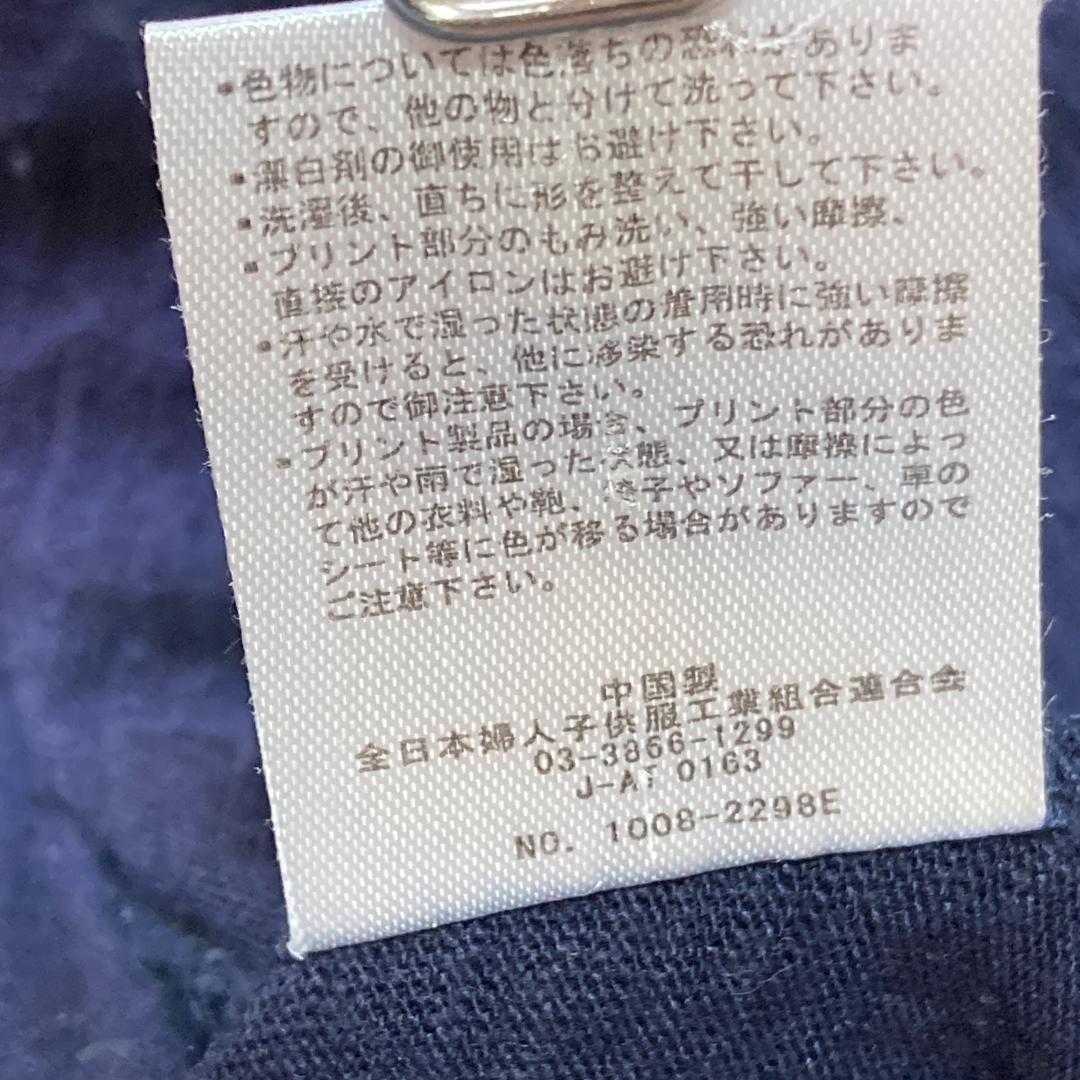 •色物については色落ちの恐れがありま
すので、他の物と分けて洗って下さい。
•漂白剤の御使用はお避け下さい。
•洗濯後、直ちに形を整えて干して下さい。
•プリント部分のもみ洗い、強い摩擦、
直接のアイロンはお避け下さい。
•汗や水で湿った状態の着用時に強い摩擦
を受けると、他に移染する恐れがありま
すので御注意下さい。
•プリント製品の場合、プリント部分の色
が汗や雨で湿った状態、又は摩擦によっ
て他の衣料や鞄、椅子やソファー、車の
シート等に色が移る場合がありますので
ご注意下さい。
中国製
全日本婦人子供服工業組合連合会
03-3866-1299
0163
NO. 1008-2298E